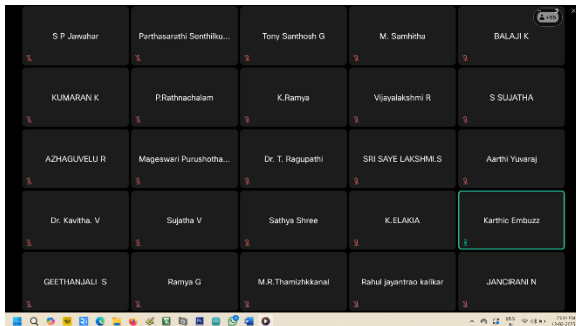 S P Jawahar
Parthasarathi Senthilku...
Tony Santhosh G
M. Samhitha
BALAJI K
KUMARAN K
P.Rathnachalam
K.Ramya
Vijayalakshmi R
S SUJATHA
AZHAGUVELU R
Mageswari Purushotha...
Dr. T. Ragupathi
SRI SAYE LAKSHMI.S
Aarthi Yuvaraj
Dr. Kavitha. V
Sujatha V
Sathya Shree
K.ELAKIA
Karthic Embuzz
GEETHANJALI S
Ramya G
M.R.Thamizhkkanal
Rahul jayantrao kalikar
JANCIRANI N